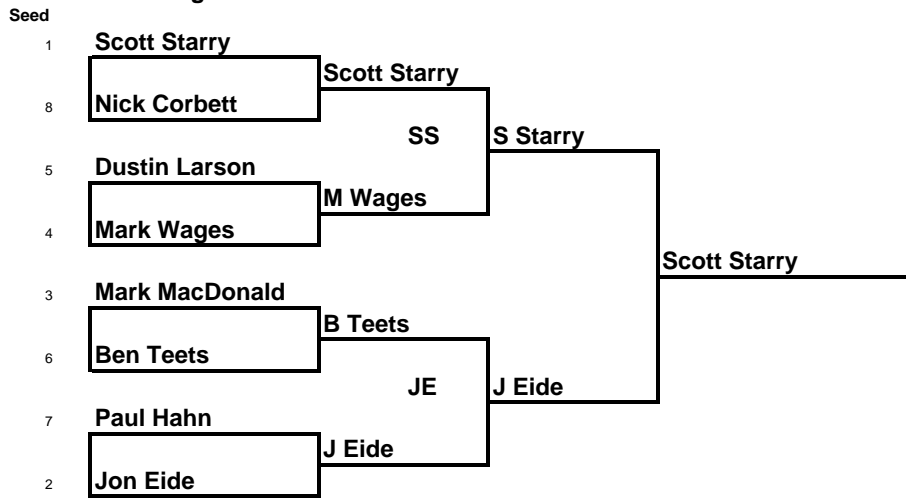 Seed
1 Scott Starry
Scott Starry
8 Nick Corbett
SS S Starry
5 Dustin Larson
M Wages
4 Mark Wages
Scott Starry
3 Mark MacDonald
B Teets
6 Ben Teets
JE J Eide
7 Paul Hahn
J Eide
2 Jon Eide